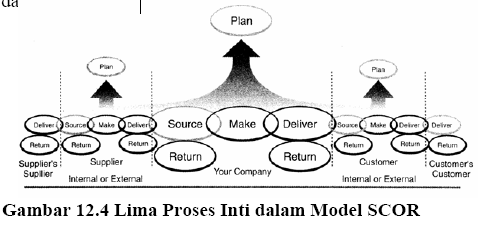 da
Plan
Plan
Plan
Deliver Source Make Deliver Source Make Deliver Source Make Deliver Deliver
Return Return Return Return Return Return Return Return
Supplier's Supplier Your Company Customer Customer's
Supllier Internal or External Internal or External Customer
Gambar 12.4 Lima Proses Inti dalam Model SCOR